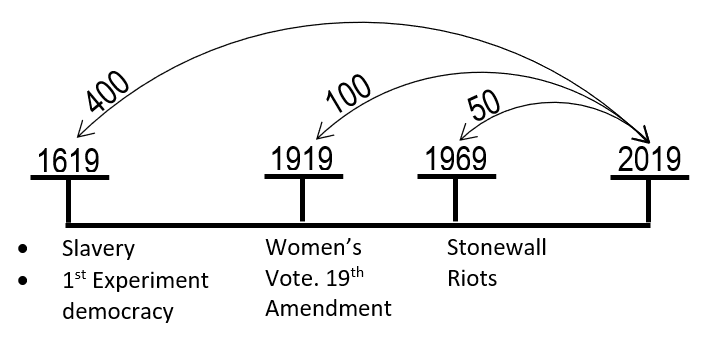 400
100
50
1619
1919
1969
2019
• Slavery
• 1st Experiment
democracy
Women’s
Vote. 19th
Amendment
Stonewall
Riots